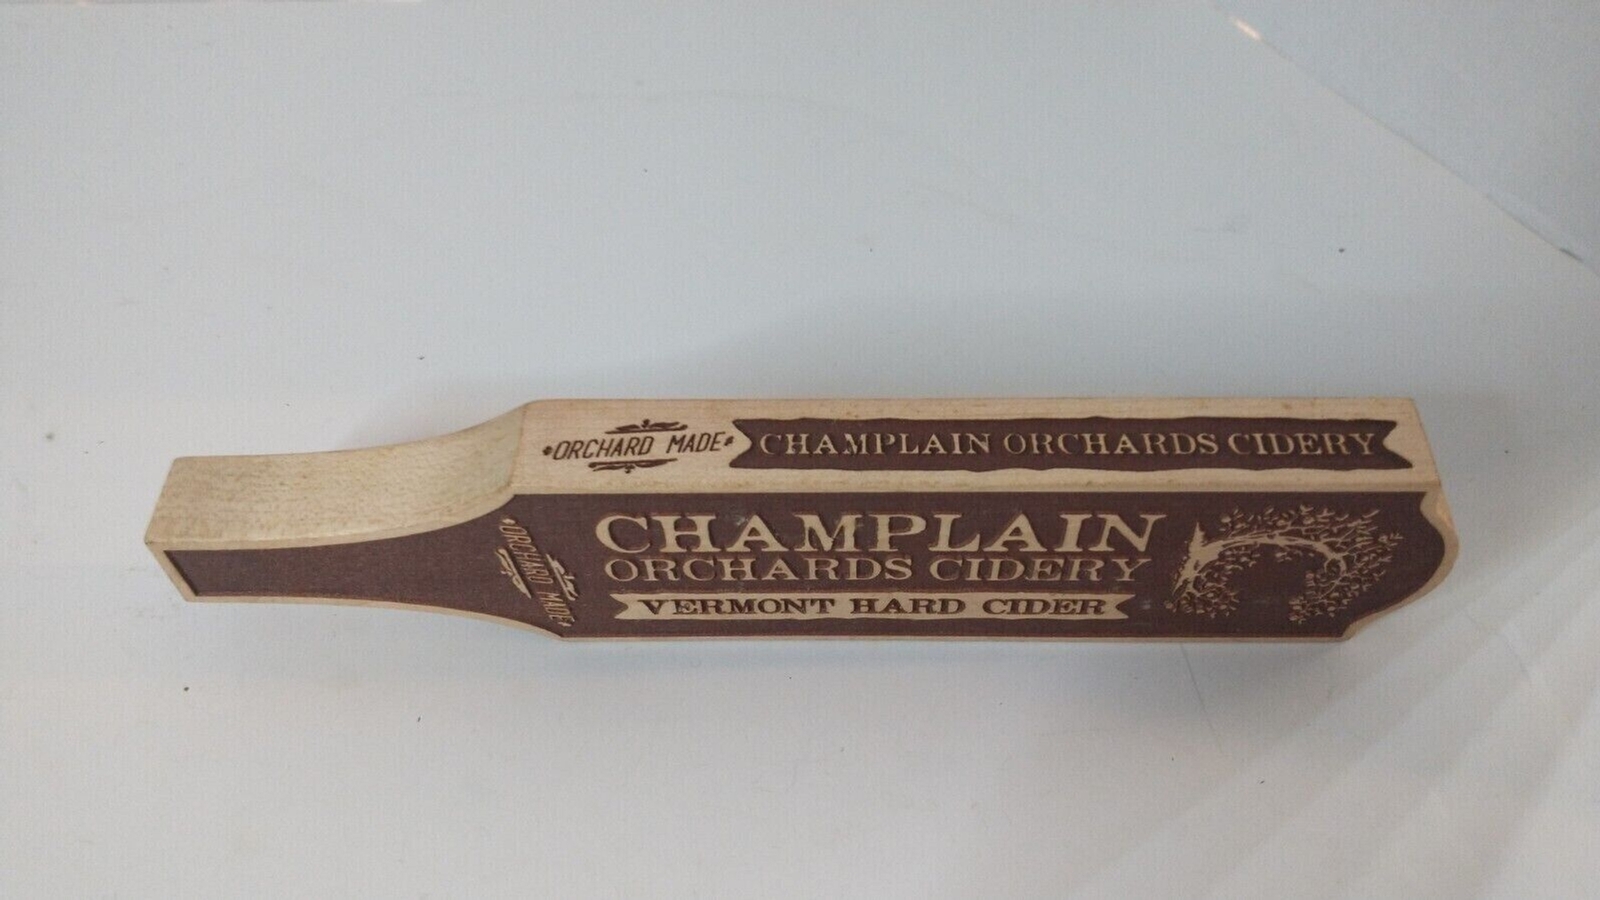 ORCHARD MADE
CHAMPLAIN ORCHARDS CIDERY
ORCHARD MADE
CHAMPLAIN
ORCHARDS CIDERY
VERMONT HARD CIDER